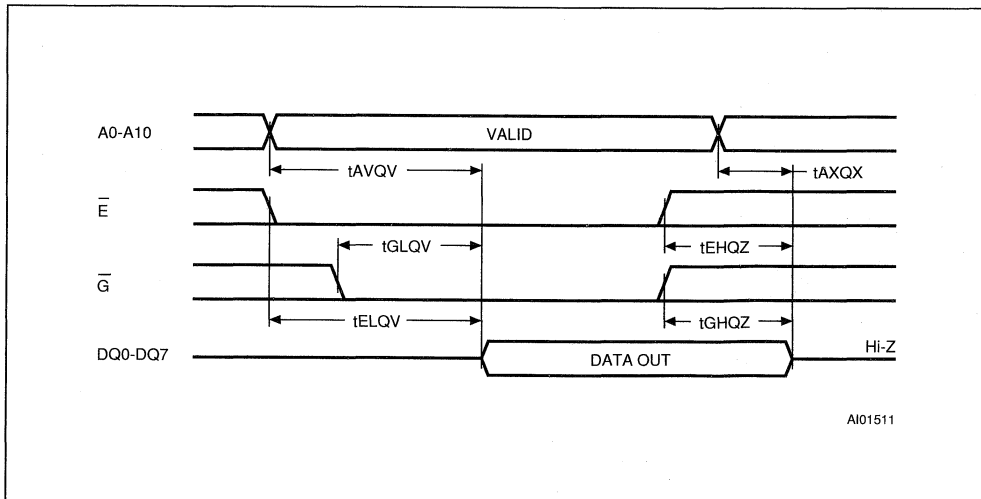 A0-A10
VALID
tAVQV
tAXQX
E
tGLQV
tEHQZ
G
tELQV
tGHQZ
DQ0-DQ7
DATA OUT
Hi-Z
AI01511